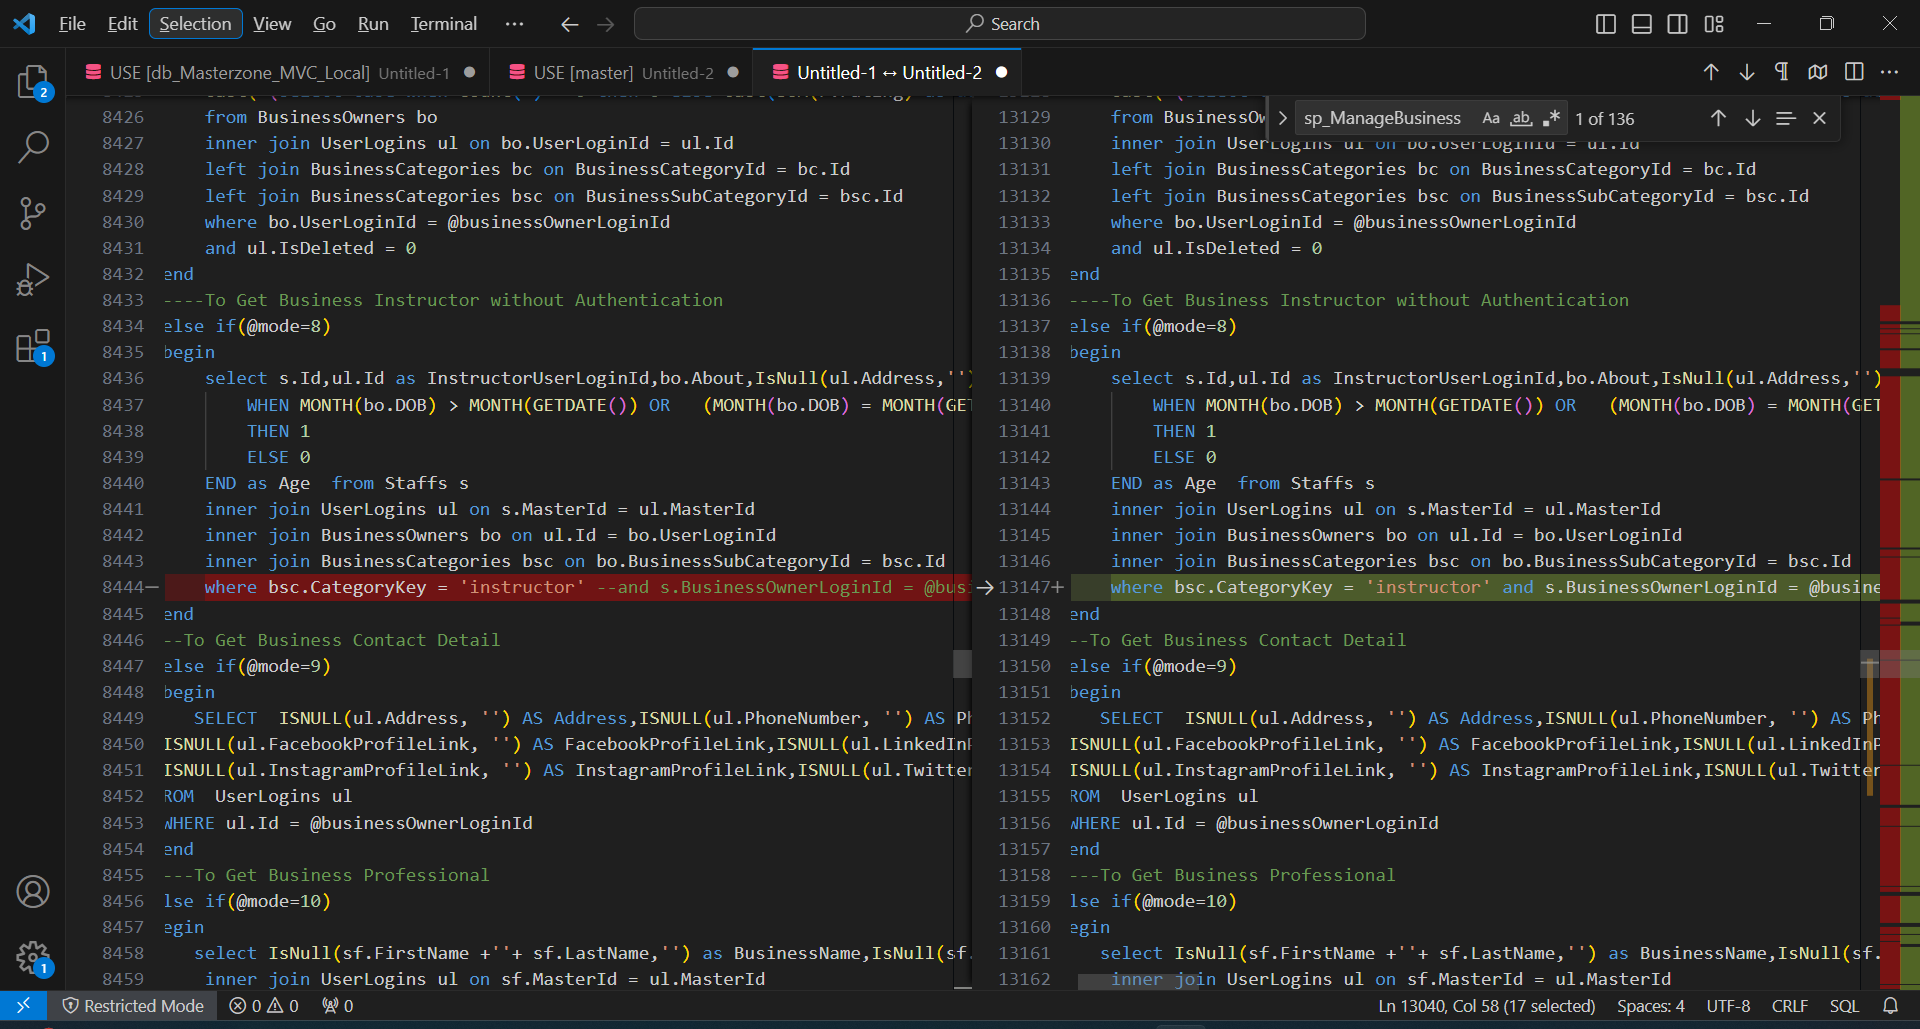 File Edit Selection View Go Run Terminal ··· Search
USE [db_Masterzone_MVC_Local] Untitled-1 USE [master] Untitled-2 Untitled-1 ↔ Untitled-2
sp_ManageBusiness Aa ab 1 of 136
8426 from BusinessOwners bo
8427 inner join UserLogins ul on bo.UserLoginId = ul.Id
8428 left join BusinessCategories bc on BusinessCategoryId = bc.Id
8429 left join BusinessCategories bsc on BusinessSubCategoryId = bsc.Id
8430 where bo.UserLoginId = @businessOwnerLoginId
8431 and ul.IsDeleted = 0
8432 end
8433 ----To Get Business Instructor without Authentication
8434 else if(@mode=8)
8435 begin
8436 select s.Id,ul.Id as InstructorUserLoginId,bo.About,IsNull(ul.Address,'')
8437 WHEN MONTH(bo.DOB) > MONTH(GETDATE()) OR (MONTH(bo.DOB) = MONTH(GET
8438 THEN 1
8439 ELSE 0
8440 END as Age from Staffs s
8441 inner join UserLogins ul on s.MasterId = ul.MasterId
8442 inner join BusinessOwners bo on ul.Id = bo.UserLoginId
8443 inner join BusinessCategories bsc on bo.BusinessSubCategoryId = bsc.Id
8444− where bsc.CategoryKey = 'instructor' --and s.BusinessOwnerLoginId = @bus
8445 end
8446 --To Get Business Contact Detail
8447 else if(@mode=9)
8448 begin
8449 SELECT ISNULL(ul.Address, '') AS Address,ISNULL(ul.PhoneNumber, '') AS Ph
8450 ISNULL(ul.FacebookProfileLink, '') AS FacebookProfileLink,ISNULL(ul.LinkedInP
8451 ISNULL(ul.InstagramProfileLink, '') AS InstagramProfileLink,ISNULL(ul.Twitter
8452 ROM UserLogins ul
8453 WHERE ul.Id = @businessOwnerLoginId
8454 end
8455 ---To Get Business Professional
8456 lse if(@mode=10)
8457 egin
8458 select IsNull(sf.FirstName +''+ sf.LastName,'') as BusinessName,IsNull(sf.
8459 inner join UserLogins ul on sf.MasterId = ul.MasterId
13129 from BusinessOw
13130 inner join UserLogins ul on bo.UserLoginId = ul.Id
13131 left join BusinessCategories bc on BusinessCategoryId = bc.Id
13132 left join BusinessCategories bsc on BusinessSubCategoryId = bsc.Id
13133 where bo.UserLoginId = @businessOwnerLoginId
13134 and ul.IsDeleted = 0
13135 end
13136 ----To Get Business Instructor without Authentication
13137 else if(@mode=8)
13138 begin
13139 select s.Id,ul.Id as InstructorUserLoginId,bo.About,IsNull(ul.Address,'')
13140 WHEN MONTH(bo.DOB) > MONTH(GETDATE()) OR (MONTH(bo.DOB) = MONTH(GET
13141 THEN 1
13142 ELSE 0
13143 END as Age from Staffs s
13144 inner join UserLogins ul on s.MasterId = ul.MasterId
13145 inner join BusinessOwners bo on ul.Id = bo.UserLoginId
13146 inner join BusinessCategories bsc on bo.BusinessSubCategoryId = bsc.Id
13147+ where bsc.CategoryKey = 'instructor' and s.BusinessOwnerLoginId = @busine
13148 end
13149 --To Get Business Contact Detail
13150 else if(@mode=9)
13151 begin
13152 SELECT ISNULL(ul.Address, '') AS Address,ISNULL(ul.PhoneNumber, '') AS Ph
13153 ISNULL(ul.FacebookProfileLink, '') AS FacebookProfileLink,ISNULL(ul.LinkedInP
13154 ISNULL(ul.InstagramProfileLink, '') AS InstagramProfileLink,ISNULL(ul.Twitter
13155 ROM UserLogins ul
13156 WHERE ul.Id = @businessOwnerLoginId
13157 end
13158 ---To Get Business Professional
13159 lse if(@mode=10)
13160 egin
13161 select IsNull(sf.FirstName +''+ sf.LastName,'') as BusinessName,IsNull(sf.
13162 inner join UserLogins ul on sf.MasterId = ul.MasterId
2
1
1
Restricted Mode 0 0 0 Ln 13040, Col 58 (17 selected) Spaces: 4 UTF-8 CRLF SQL